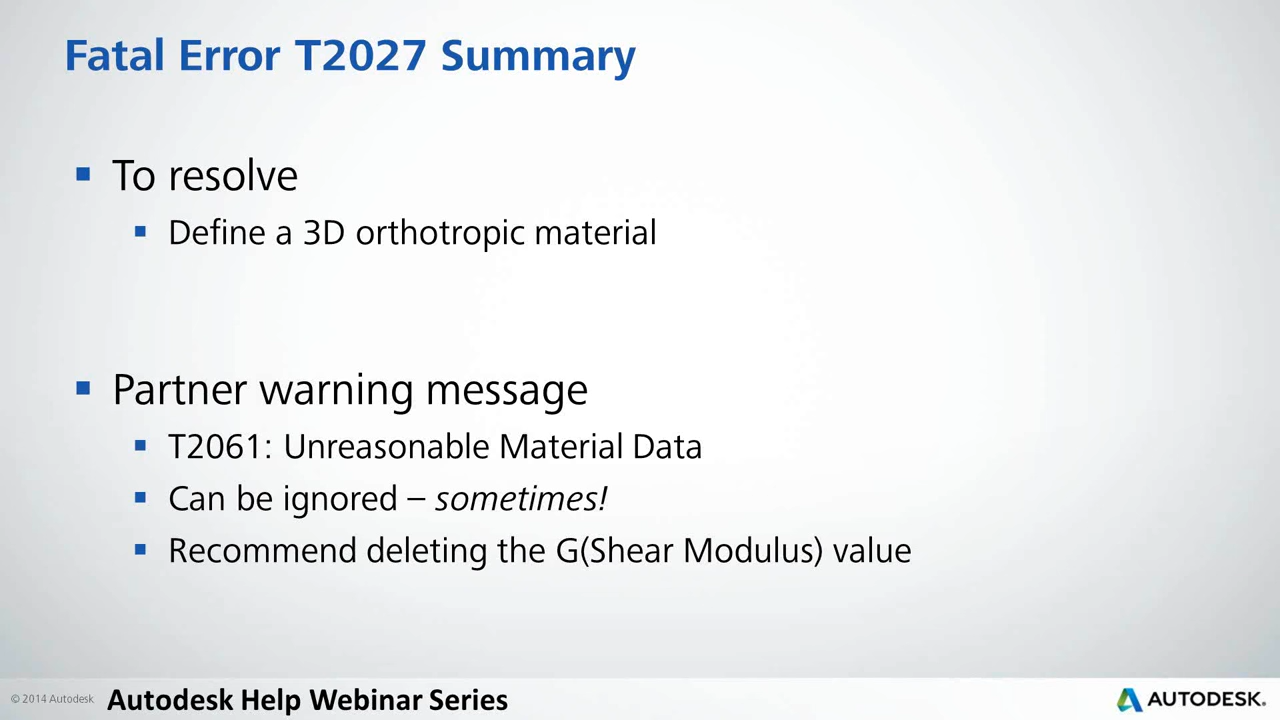 Fatal Error T2027 Summary
To resolve
Define a 3D orthotropic material
Partner warning message
T2061: Unreasonable Material Data
Can be ignored – sometimes!
Recommend deleting the G(Shear Modulus) value
© 2014 Autodesk
Autodesk Help Webinar Series
AUTODESK.